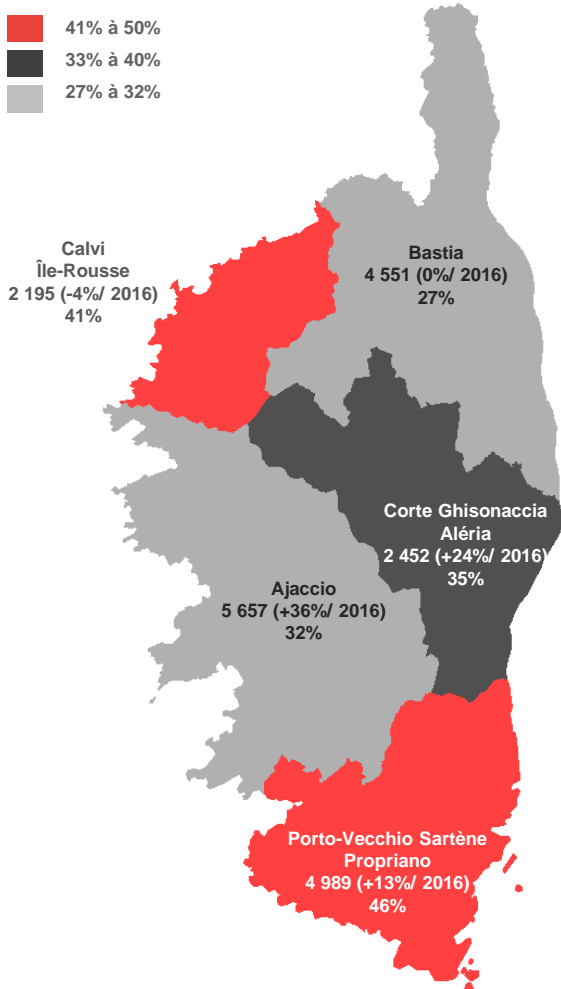 41% à 50%
33% à 40%
27% à 32%
Calvi
Île-Rousse
2 195 (-4%/ 2016)
41%
Bastia
4 551 (0%/ 2016)
27%
Corte Ghisonaccia
Aléria
2 452 (+24%/ 2016)
35%
Ajaccio
5 657 (+36%/ 2016)
32%
Porto-Vecchio Sartène
Propriano
4 989 (+13%/ 2016)
46%